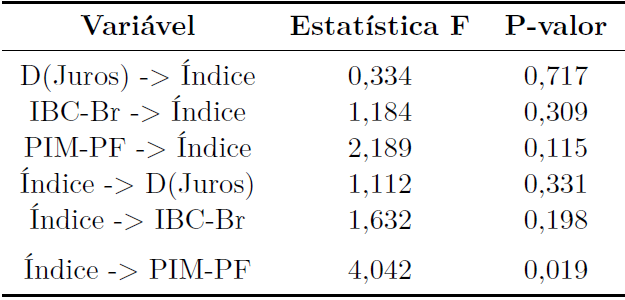 Variável Estatística F P-valor
D(Juros) -> Índice 0,334 0,717
IBC-Br -> Índice 1,184 0,309
PIM-PF -> Índice 2,189 0,115
Índice -> D(Juros) 1,112 0,331
Índice -> IBC-Br 1,632 0,198
Índice -> PIM-PF 4,042 0,019